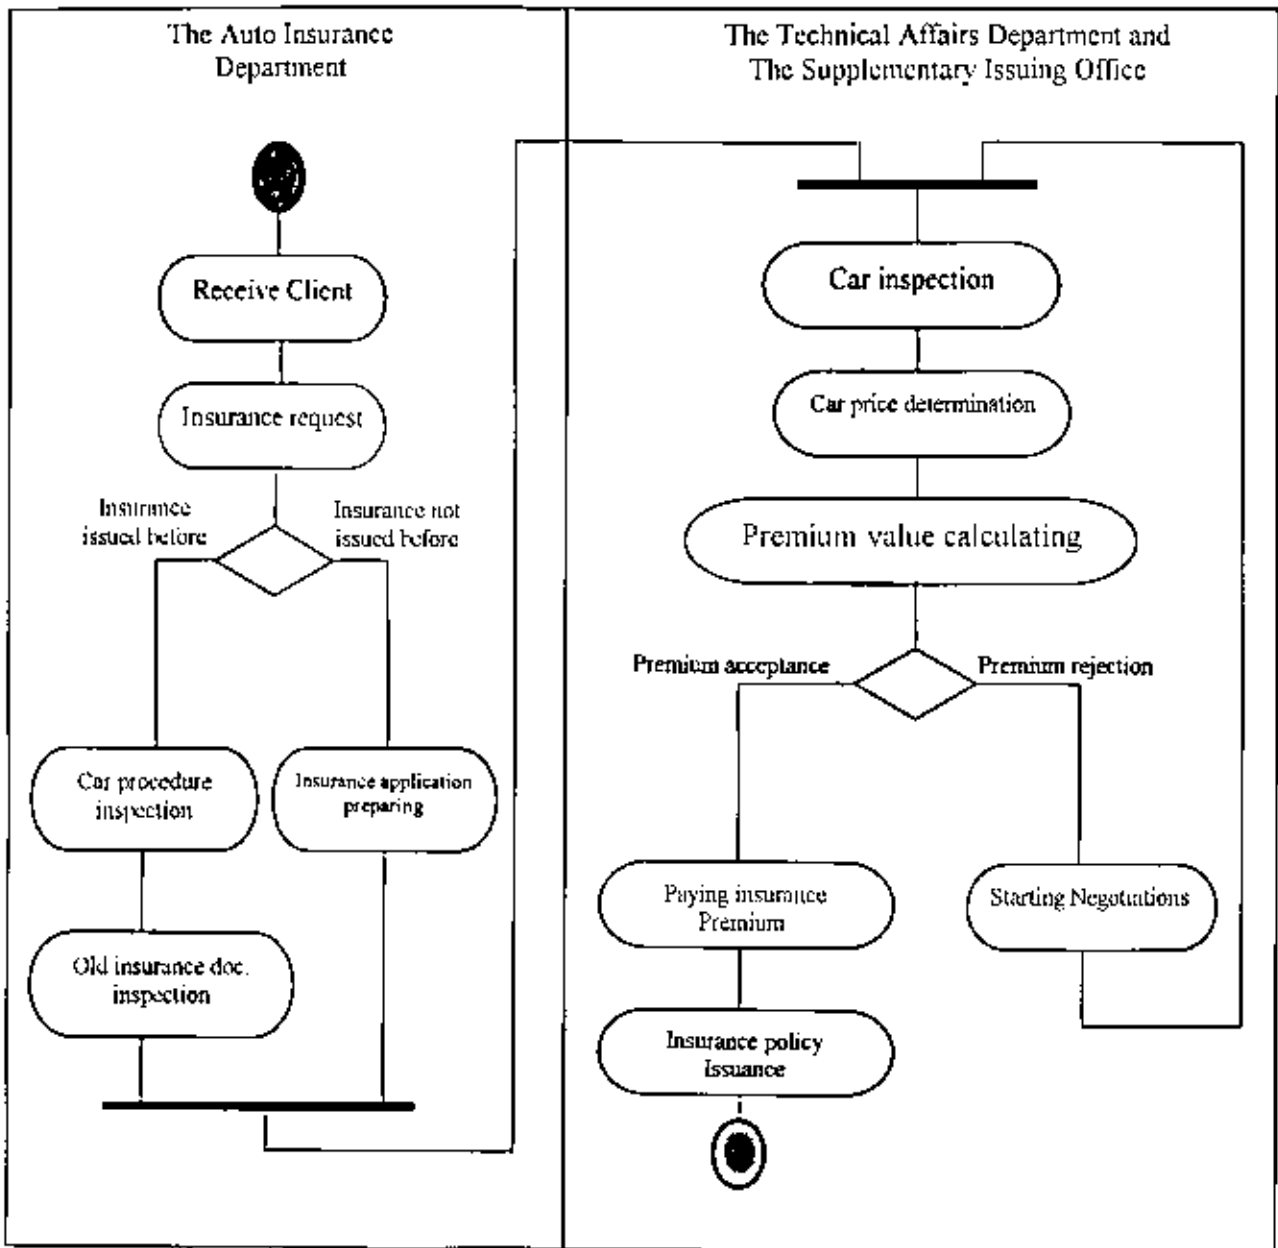 The Auto Insurance
Department
Receive Client
Insurance request
Insurance
issued before
Insurance not
issued before
Car procedure
inspection
Insurance application
preparing
Old insurance doc.
inspection
The Technical Affairs Department and
The Supplementary Issuing Office
Car inspection
Car price determination
Premium value calculating
Premium acceptance
Premium rejection
Paying insurance
Premium
Starting Negotiations
Insurance policy
Issuance